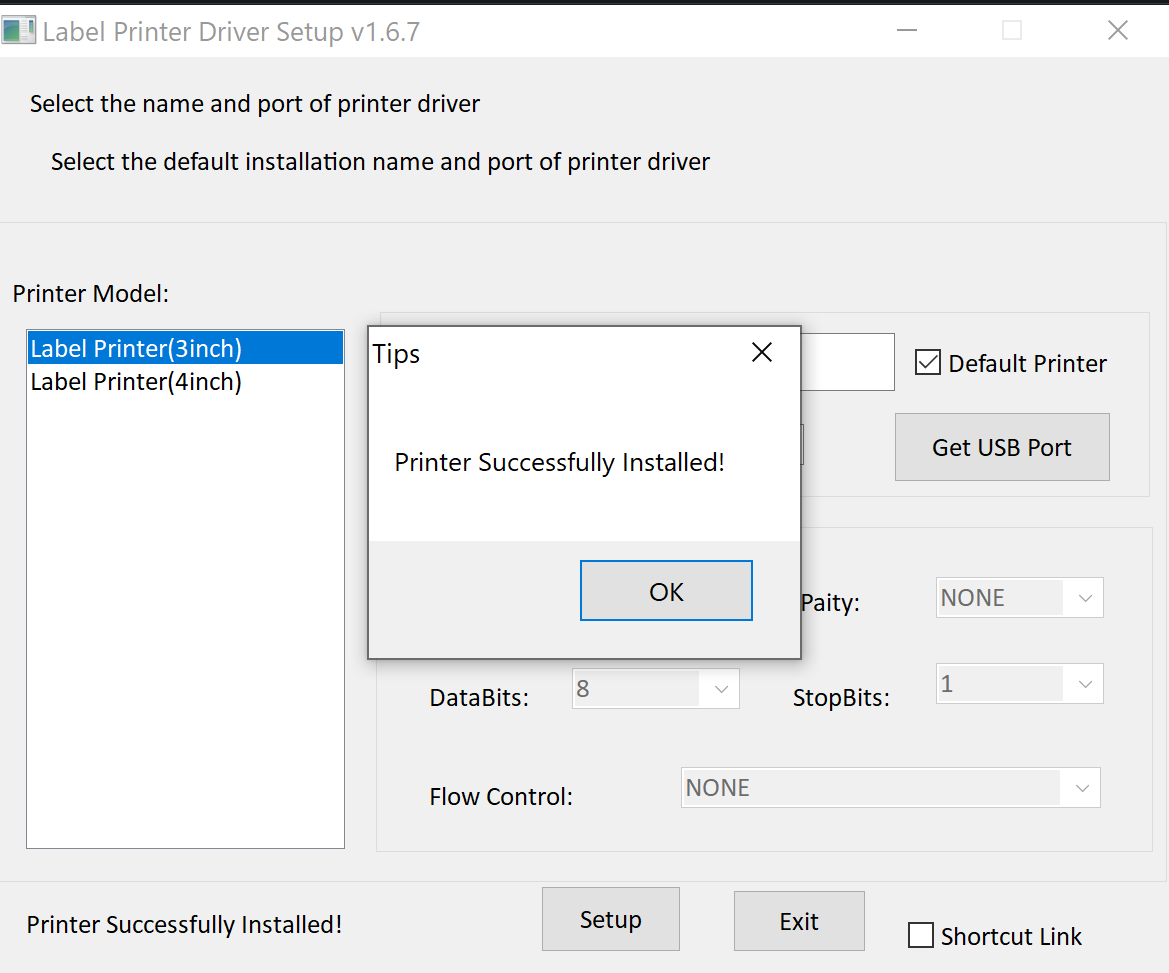 Label Printer Driver Setup v1.6.7
Select the name and port of printer driver
Select the default installation name and port of printer driver
Printer Model:
Label Printer(3inch)
Label Printer(4inch)
Default Printer
Get USB Port
Tips
Printer Successfully Installed!
OK
Paity:
NONE
DataBits:
8
StopBits:
1
Flow Control:
NONE
Printer Successfully Installed!
Setup
Exit
Shortcut Link